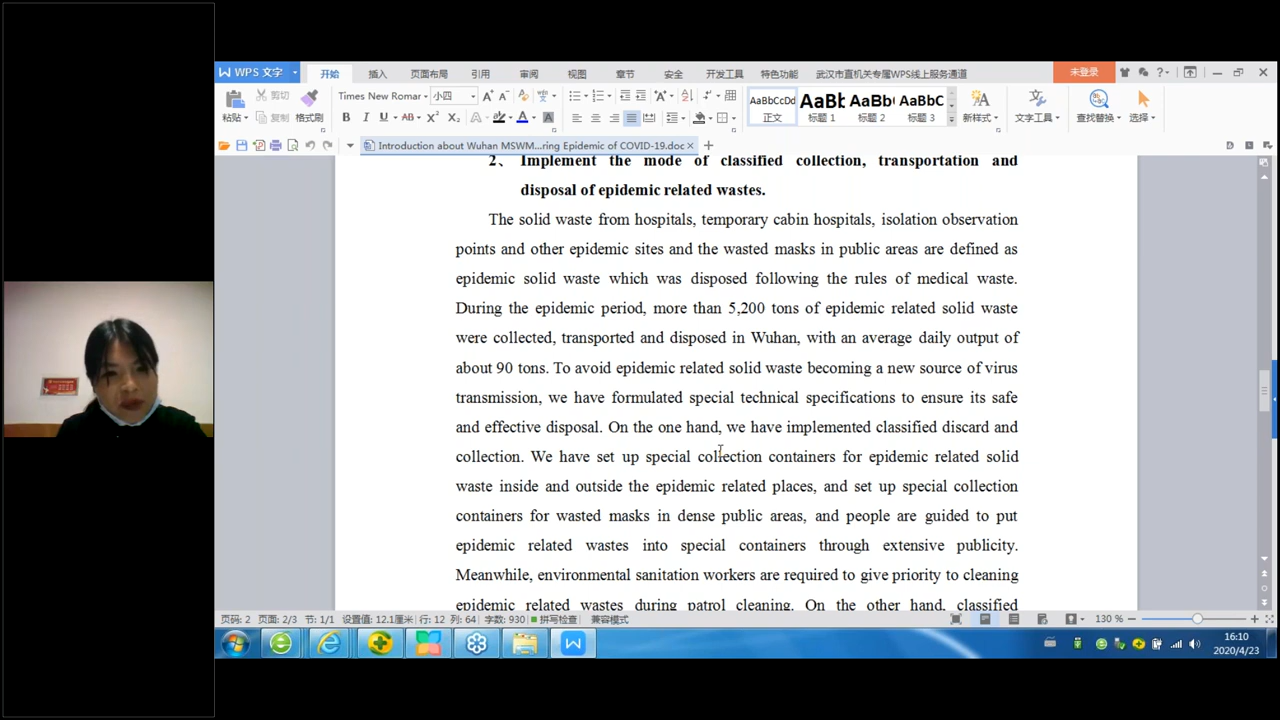 WPS 文字
开始 插入 页面布局 引用 审阅 视图 章节 安全 开发工具 特色功能 武汉市直机关专属WPS线上服务通道 未登录
剪切 Times New Romar 小四
粘贴 复制 格式刷
AaBbCcDd AaBb AaBb( AaBbC
正文 标题 1 标题 2 标题 3 新样式 文字工具 查找替换 选择
Introduction about Wuhan MSWM...ring Epidemic of COVID-19.doc
2、 Implement the mode of classified collection, transportation and
disposal of epidemic related wastes.
The solid waste from hospitals, temporary cabin hospitals, isolation observation
points and other epidemic sites and the wasted masks in public areas are defined as
epidemic solid waste which was disposed following the rules of medical waste.
During the epidemic period, more than 5,200 tons of epidemic related solid waste
were collected, transported and disposed in Wuhan, with an average daily output of
about 90 tons. To avoid epidemic related solid waste becoming a new source of virus
transmission, we have formulated special technical specifications to ensure its safe
and effective disposal. On the one hand, we have implemented classified discard and
collection. We have set up special collection containers for epidemic related solid
waste inside and outside the epidemic related places, and set up special collection
containers for wasted masks in dense public areas, and people are guided to put
epidemic related wastes into special containers through extensive publicity.
Meanwhile, environmental sanitation workers are required to give priority to cleaning
epidemic related wastes during patrol cleaning. On the other hand, classified
页码: 2 页面: 2/3 节: 1/1 设置值: 12.1厘米 行: 12 列: 64 字数: 930 拼写检查 兼容模式 130 %
16:10
2020/4/23